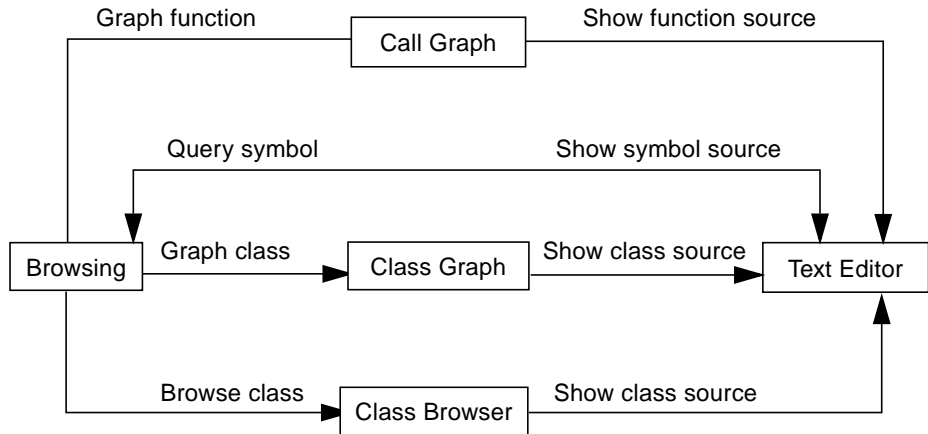 Graph function
Show function source
Call Graph
Query symbol
Show symbol source
Browsing
Graph class
Class Graph
Show class source
Text Editor
Browse class
Class Browser
Show class source